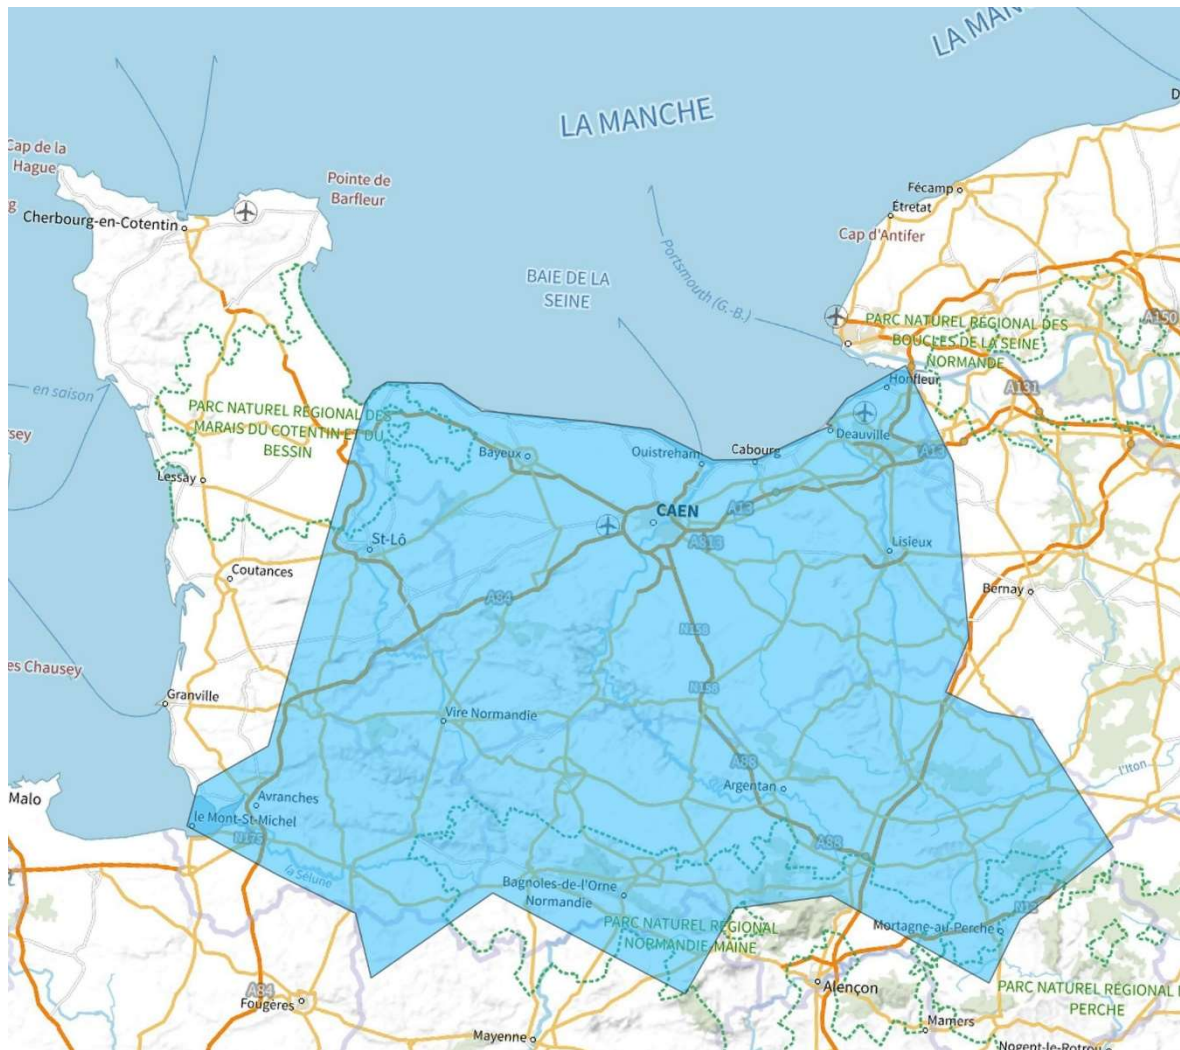 LA MAN
LA MANCHE
D
Cap de la
Hague
Pointe de
Barfleur
Fécamp
Étretat
Cherbourg-en-Cotentin
Cap d'Antifer
g
BAIE DE LA
SEINE
Portsmouth (G.-B.)
PARC NATUREL RÉGIONAL DES
BOUCLES DE LA SEINE
NORMANDE
A150
en saison
Honfleur
A131
PARC NATUREL RÉGIONAL DES
MARAIS DU COTENTIN ET DU
BESSIN
rsey
Deauville
Bayeux
Ouistreham
Cabourg
A13
Lessay
A13
CAEN
St-Lô
A813
Lisieux
Coutances
Bernay
A84
N158
es Chausey
Granville
N158
Vire Normandie
A88
l'Iton
Malo
Avranches
Argentan
le Mont-St-Michel
N175
A88
la Sélune
Bagnoles-de-l'Orne
Normandie
N12
PARC NATUREL RÉGIONAL
NORMANDIE-MAINE
Mortagne-au-Perche
Alençon
PARC NATUREL RÉGIONAL
PERCHE
A84
Fougères
Mamers
Mayenne
Nogent-le-Rotrou